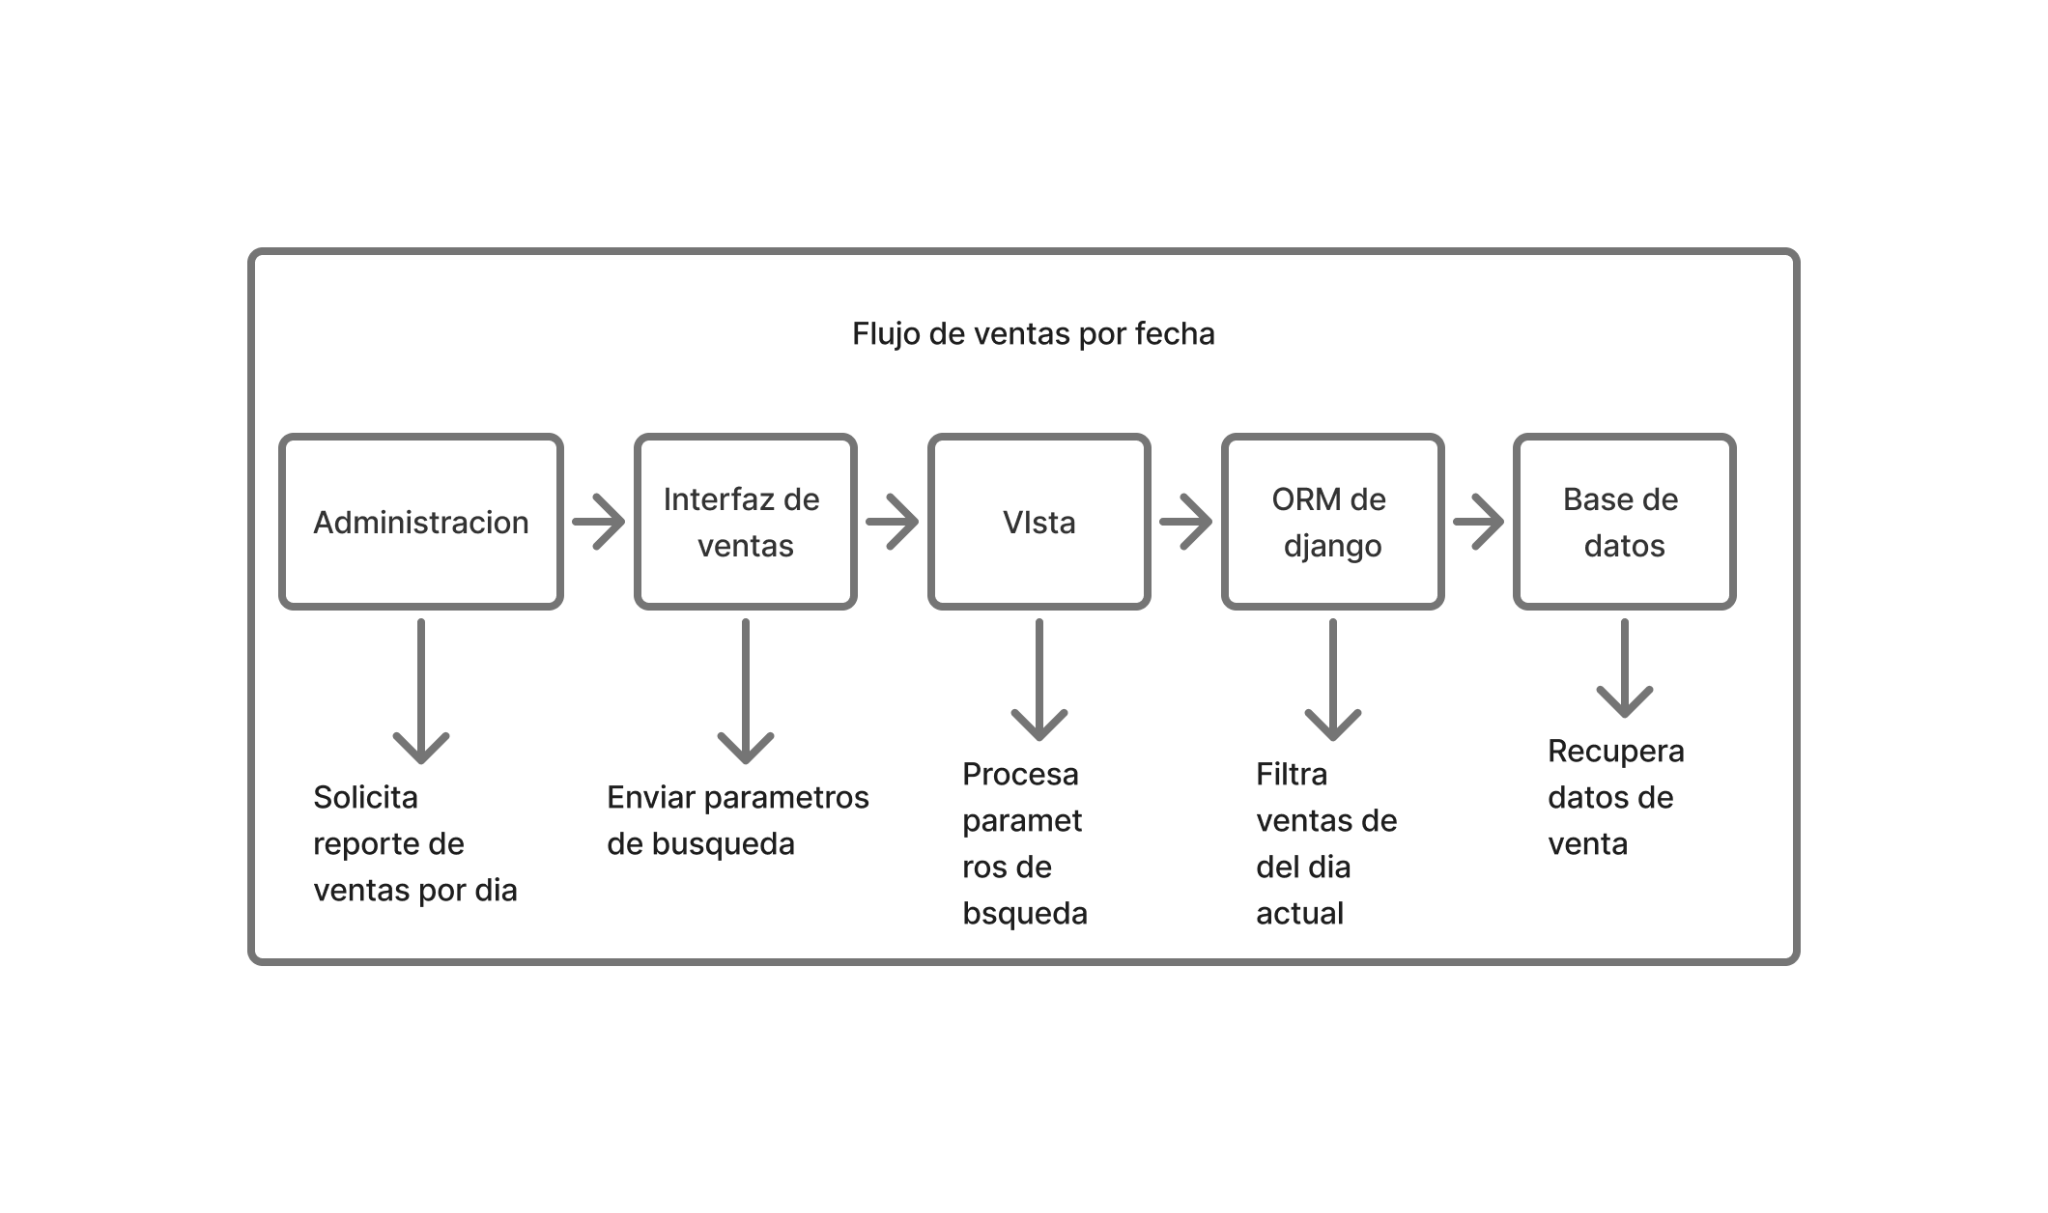 Flujo de ventas por fecha
Administracion
Interfaz de
ventas
VIsta
ORM de
django
Base de
datos
Solicita
reporte de
ventas por dia
Enviar parametros
de busqueda
Procesa
paramet
ros de
bsqueda
Filtra
ventas de
del dia
actual
Recupera
datos de
venta